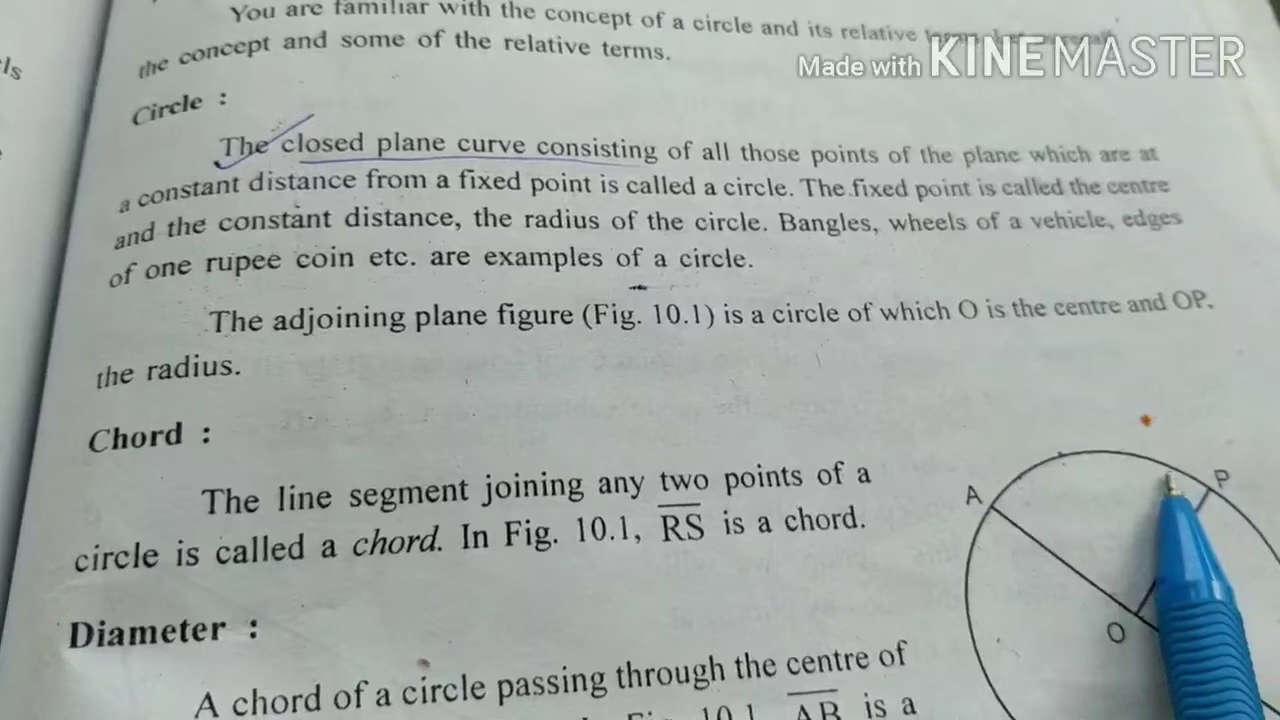 You are familiar with the concept of a circle and its relative
the concept and some of the relative terms.
Made with KINEMASTER
ls
Circle :
The closed plane curve consisting of all those points of the plane which are at
a constant distance from a fixed point is called a circle. The fixed point is called the centre
and the constant distance, the radius of the circle. Bangles, wheels of a vehicle, edges
of one rupee coin etc. are examples of a circle.
The adjoining plane figure (Fig. 10.1) is a circle of which O is the centre and OP.
the radius.
Chord :
The line segment joining any two points of a
circle is called a chord. In Fig. 10.1, RS is a chord.
A
P
O
Diameter :
A chord of a circle passing through the centre of
10.1 AB is a